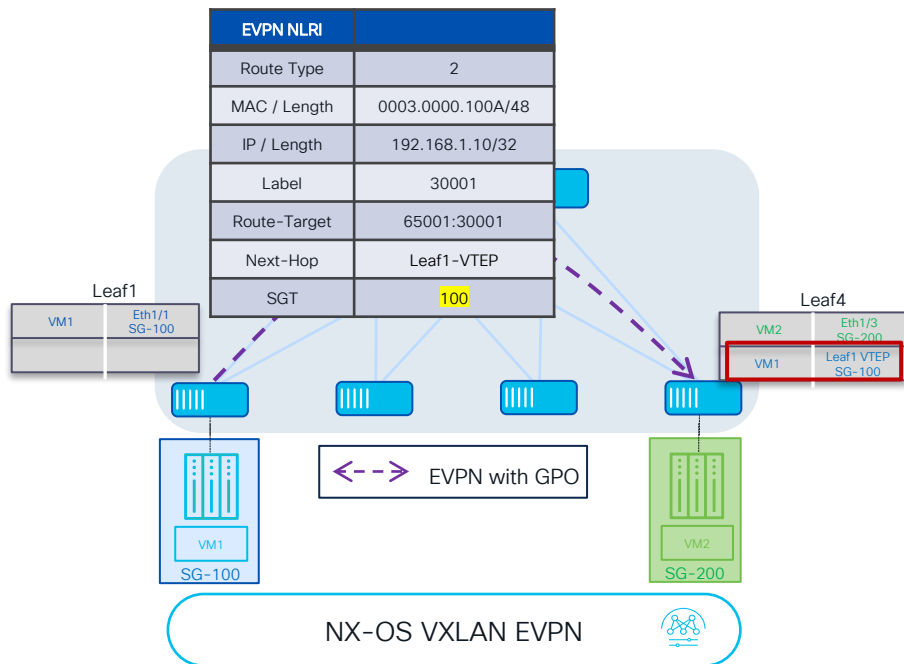 EVPN NLRI
Route Type 2
MAC / Length 0003.0000.100A/48
IP / Length 192.168.1.10/32
Label 30001
Route-Target 65001:30001
Next-Hop Leaf1-VTEP
SGT 100
Leaf1
VM1 Eth1/1
SG-100
Leaf4
VM2 Eth1/3
SG-200
VM1 Leaf1 VTEP
SG-100
EVPN with GPO
VM1
SG-100
VM2
SG-200
NX-OS VXLAN EVPN